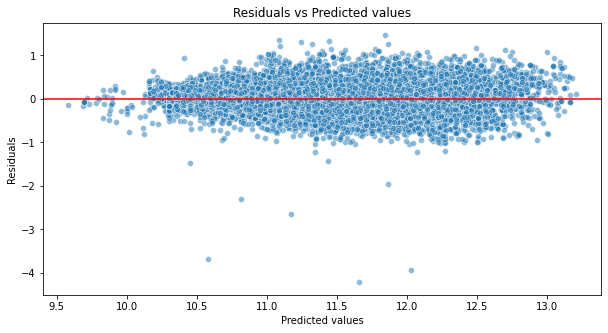 Residuals vs Predicted values
Residuals
1
0
−1
−2
−3
−4
9.5 10.0 10.5 11.0 11.5 12.0 12.5 13.0
Predicted values